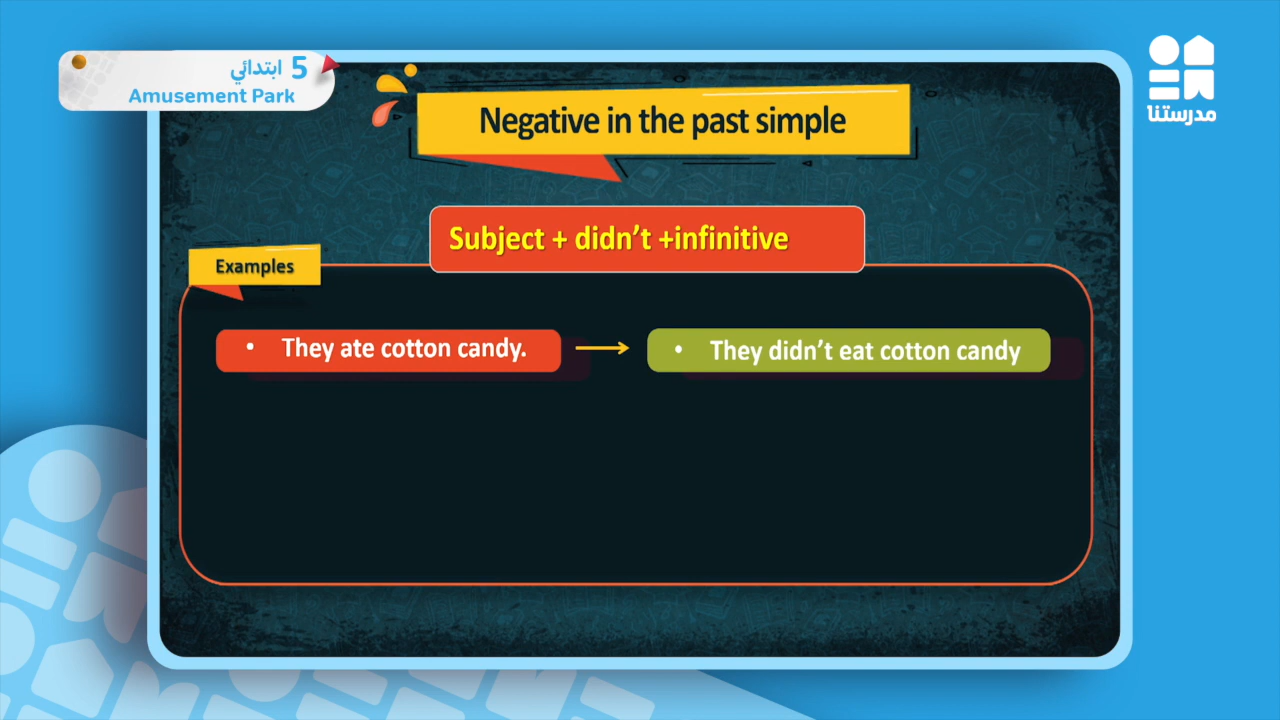 5 ابتدائي
Amusement Park
مدرستنا
Negative in the past simple
Subject + didn’t +infinitive
Examples
• They ate cotton candy.
• They didn’t eat cotton candy